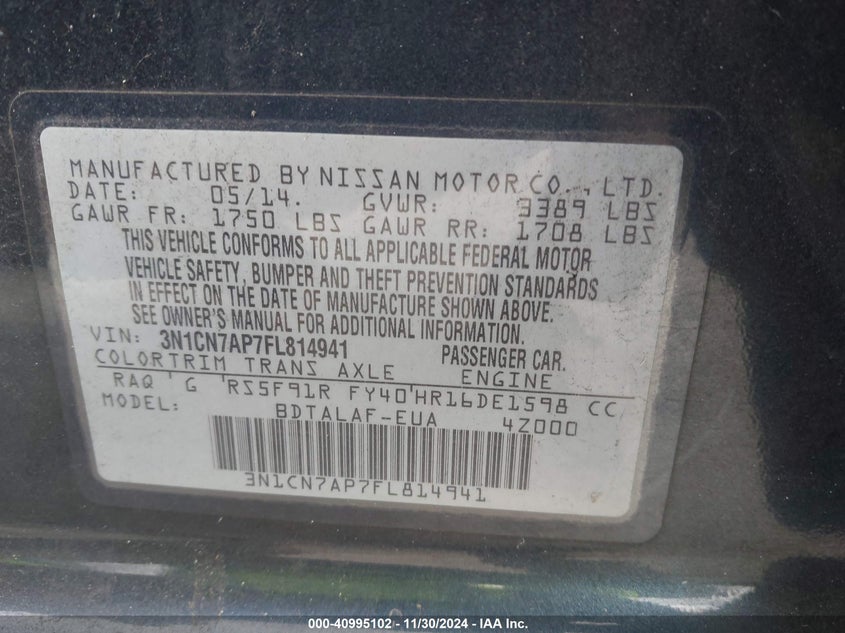 MANUFACTURED BY NISSAN MOTOR CO., LTD.
DATE: 05/14. GVWR: 3389 LBS
GAWR FR: 1750 LBS GAWR RR: 1708 LBS
THIS VEHICLE CONFORMS TO ALL APPLICABLE FEDERAL MOTOR
VEHICLE SAFETY, BUMPER AND THEFT PREVENTION STANDARDS
IN EFFECT ON THE DATE OF MANUFACTURE SHOWN ABOVE.
SEE OWNER'S MANUAL FOR ADDITIONAL INFORMATION
VIN: 3N1CN7AP7FL814941 PASSENGER CAR.
COLOR TRIM TRANS AXLE ENGINE
RAQ G RS5F91R FY40 HR16DE1598 CC
MODEL: BDTALAF-EUA 4Z000
3N1CN7AP7FL814941
000-40995102 - 11/30/2024 - IAA Inc.